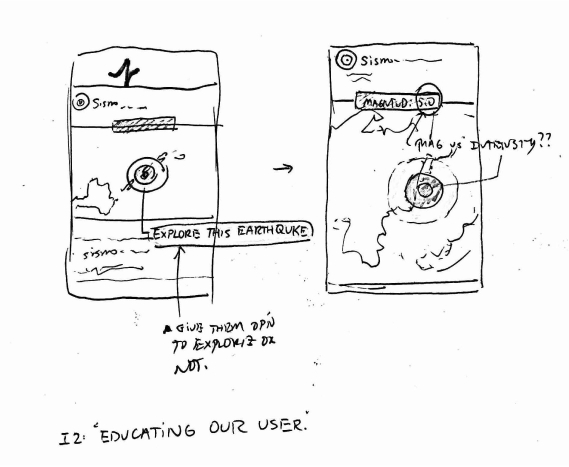 Sismo
EXPLORE THIS EARTHQUKE
sismo
GIVE THEM OPN
TO EXPLORE OR
NOT.
Sismo
MAGNITUD: 5.0
MAG vs INTENSITY??
I2: "EDUCATING OUR USER."